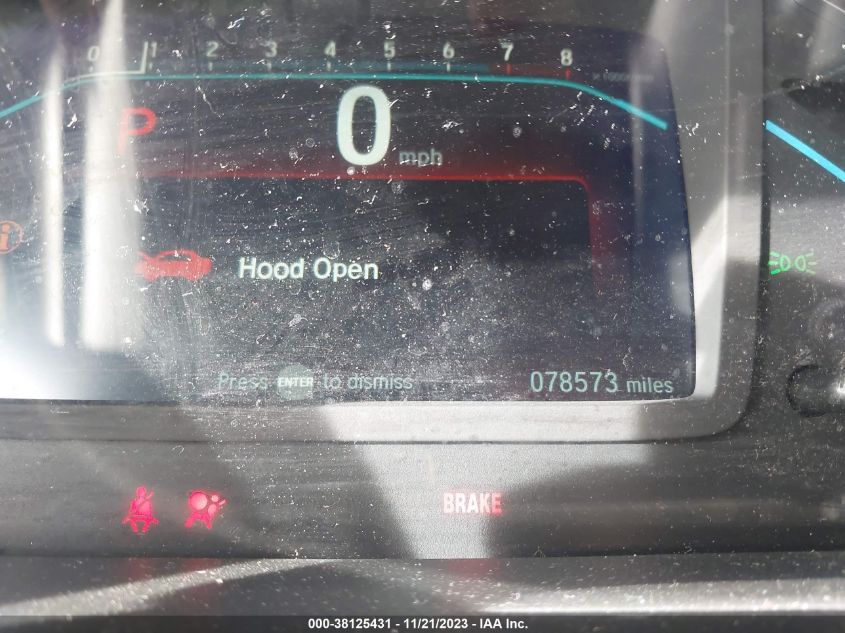 0 1 2 3 4 5 6 7 8
P 0 mph
i
Hood Open
Press ENTER to dismiss 078573 miles
BRAKE
000-38125431 - 11/21/2023 - IAA Inc.